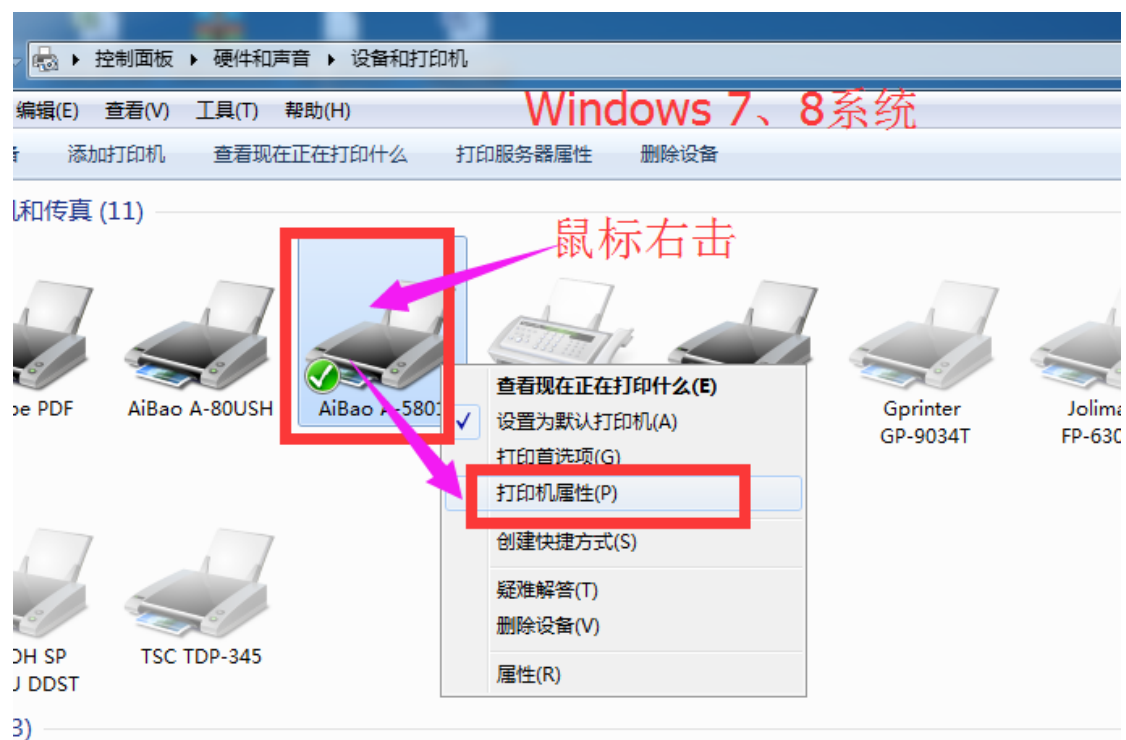 控制面板 ▸ 硬件和声音 ▸ 设备和打印机
编辑(E) 查看(V) 工具(T) 帮助(H)
Windows 7、8系统
添加打印机 查看现在正在打印什么 打印服务器属性 删除设备
机和传真 (11)
鼠标右击
pe PDF
AiBao A-80USH
AiBao A-5801
Gprinter
GP-9034T
Jolima
FP-630
查看现在正在打印什么(E)
设置为默认打印机(A)
打印首选项(G)
打印机属性(P)
创建快捷方式(S)
疑难解答(T)
删除设备(V)
属性(R)
OH SP
U DDST
TSC TDP-345
3)